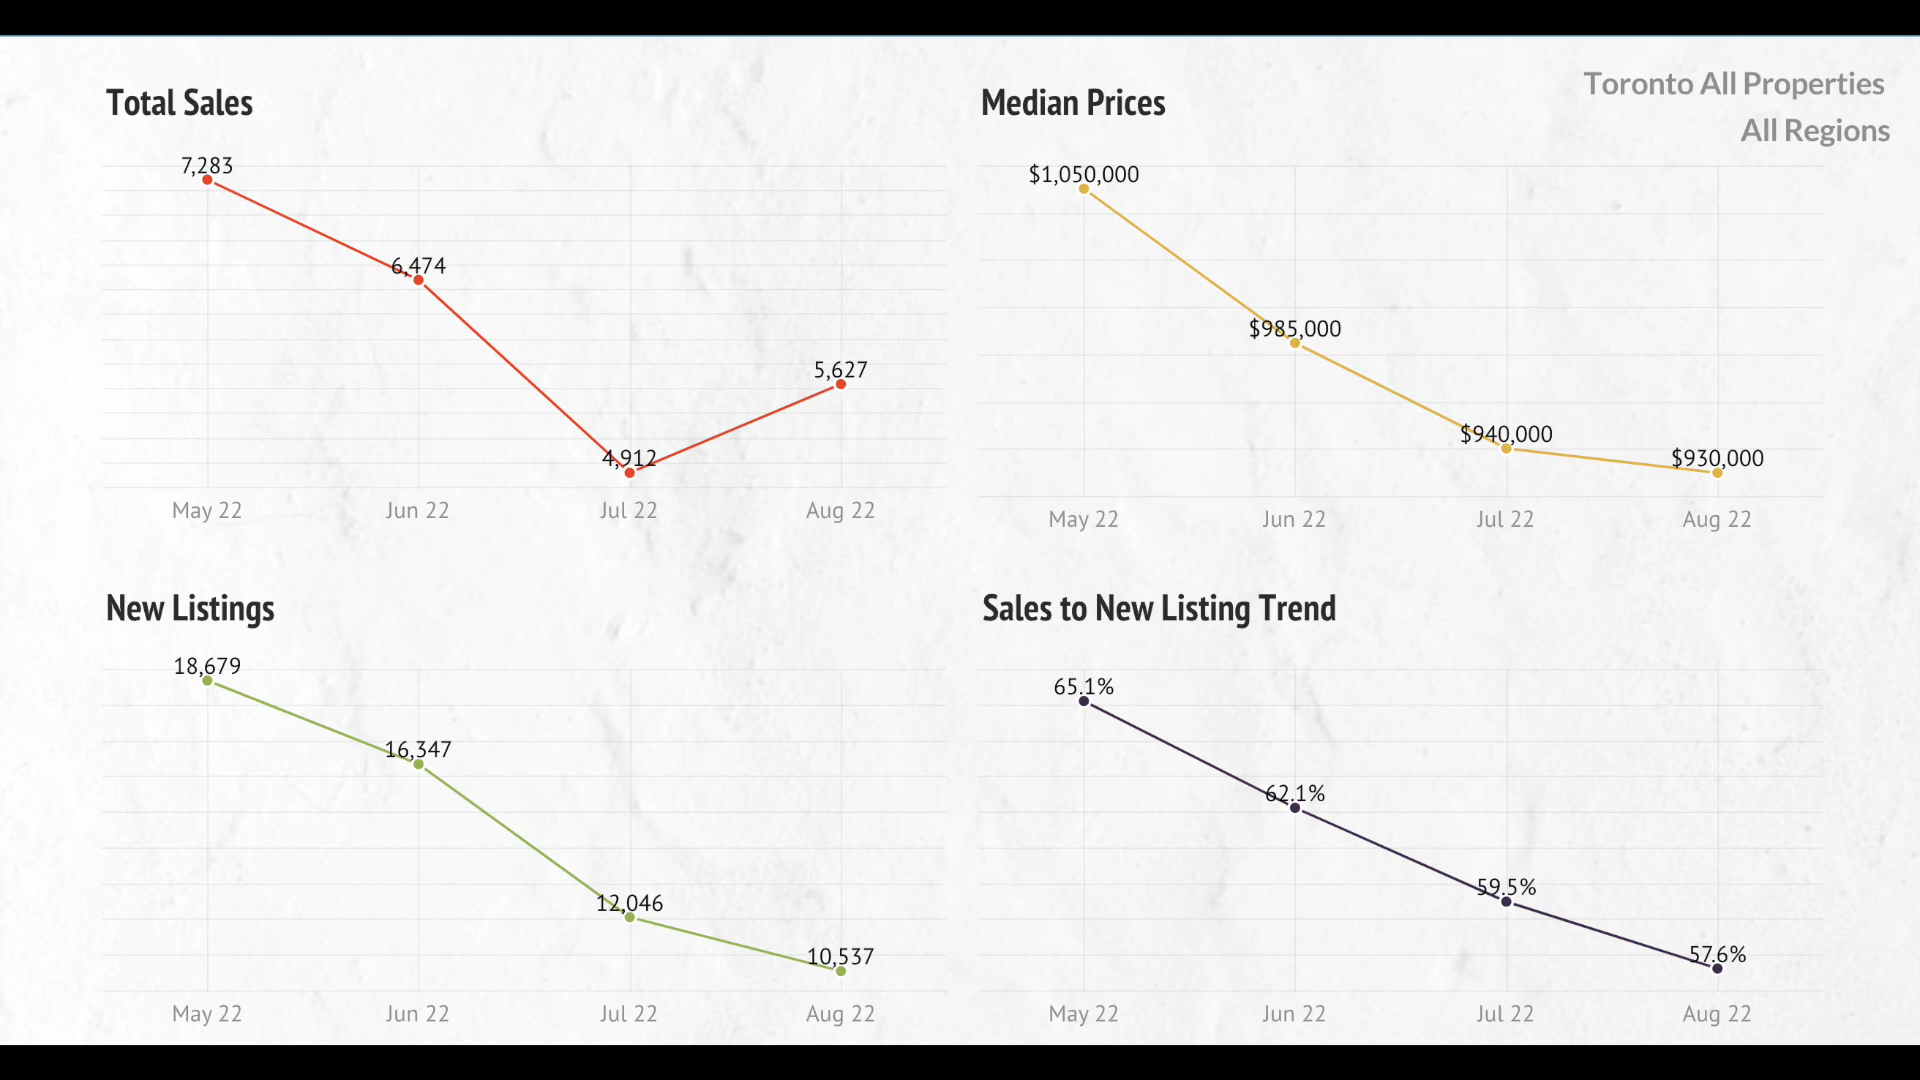 Toronto All Properties
All Regions
Total Sales
7,283
6,474
4,912
5,627
May 22 Jun 22 Jul 22 Aug 22
Median Prices
$1,050,000
$985,000
$940,000
$930,000
May 22 Jun 22 Jul 22 Aug 22
New Listings
18,679
16,347
12,046
10,537
May 22 Jun 22 Jul 22 Aug 22
Sales to New Listing Trend
65.1%
62.1%
59.5%
57.6%
May 22 Jun 22 Jul 22 Aug 22